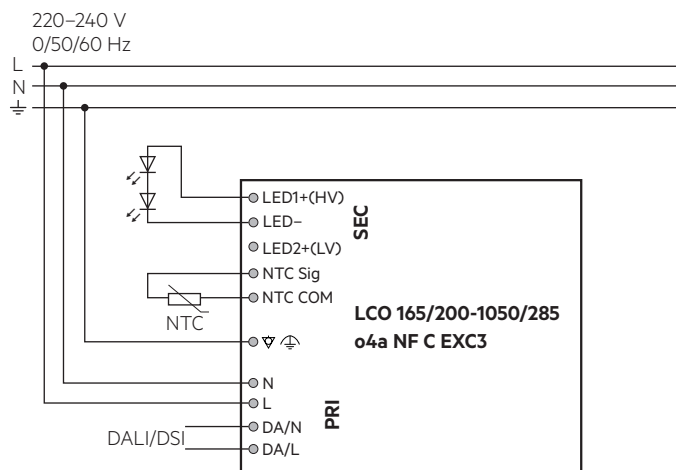 220–240 V
0/50/60 Hz
L
N
LED1+(HV)
LED–
LED2+(LV)
SEC
NTC Sig
NTC COM
NTC
LCO 165/200-1050/285
o4a NF C EXC3
N
L
PRI
DA/N
DALI/DSI
DA/L